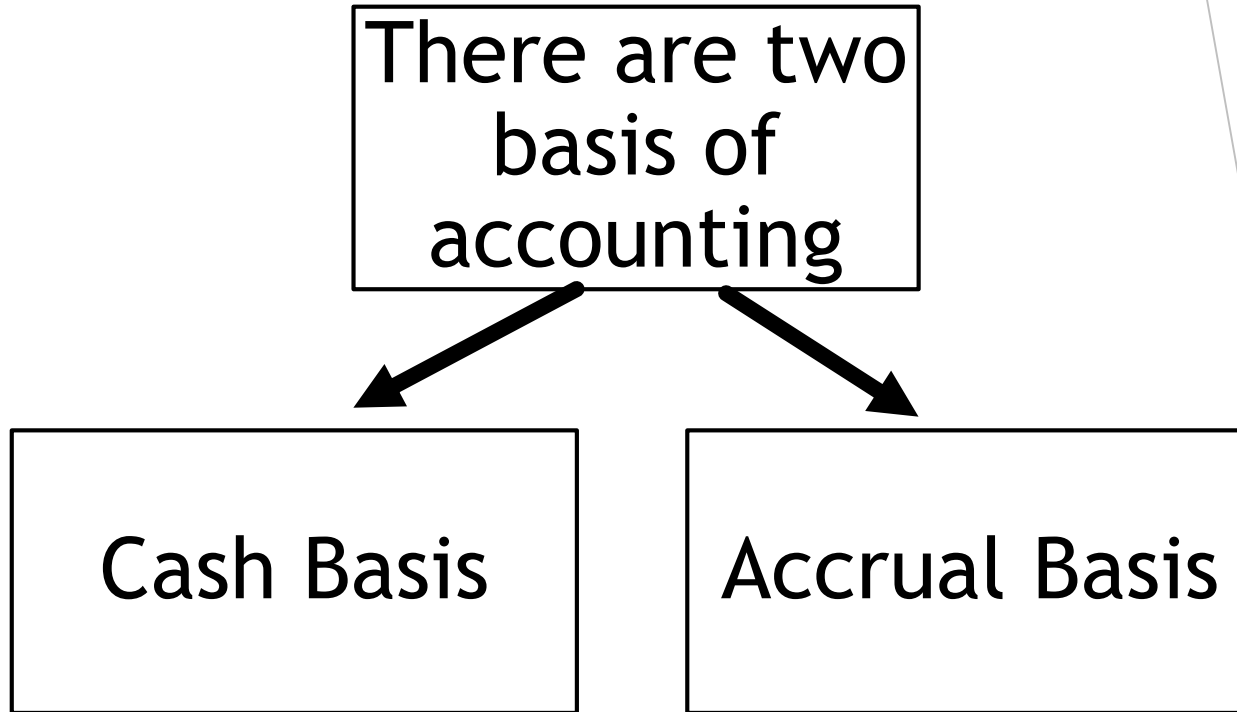 There are two
basis of
accounting
Cash Basis
Accrual Basis